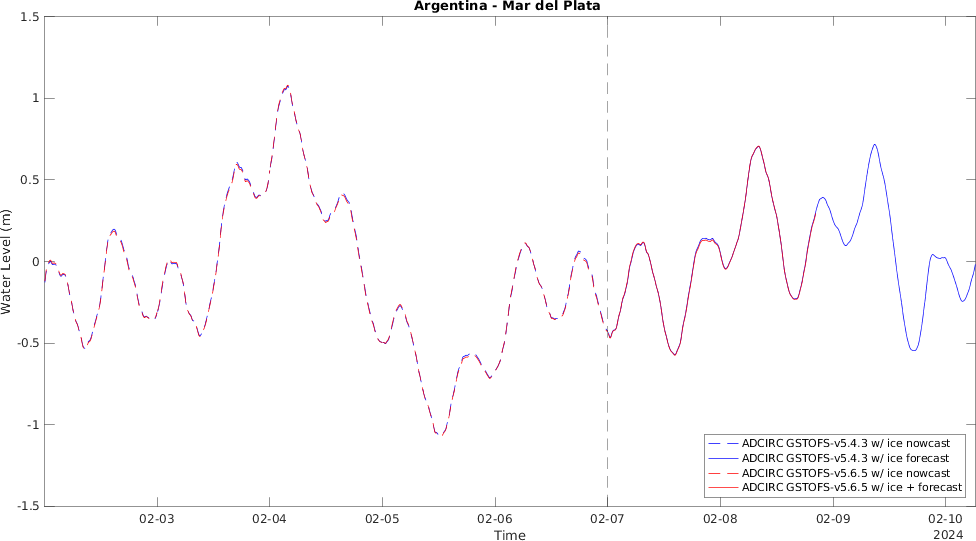 Argentina - Mar del Plata
1.5
1
0.5
0
-0.5
-1
-1.5
Water Level (m)
02-03
02-04
02-05
02-06
02-07
02-08
02-09
02-10
Time
2024
ADCIRC GSTOFS-v5.4.3 w/ ice nowcast
ADCIRC GSTOFS-v5.4.3 w/ ice forecast
ADCIRC GSTOFS-v5.6.5 w/ ice nowcast
ADCIRC GSTOFS-v5.6.5 w/ ice + forecast